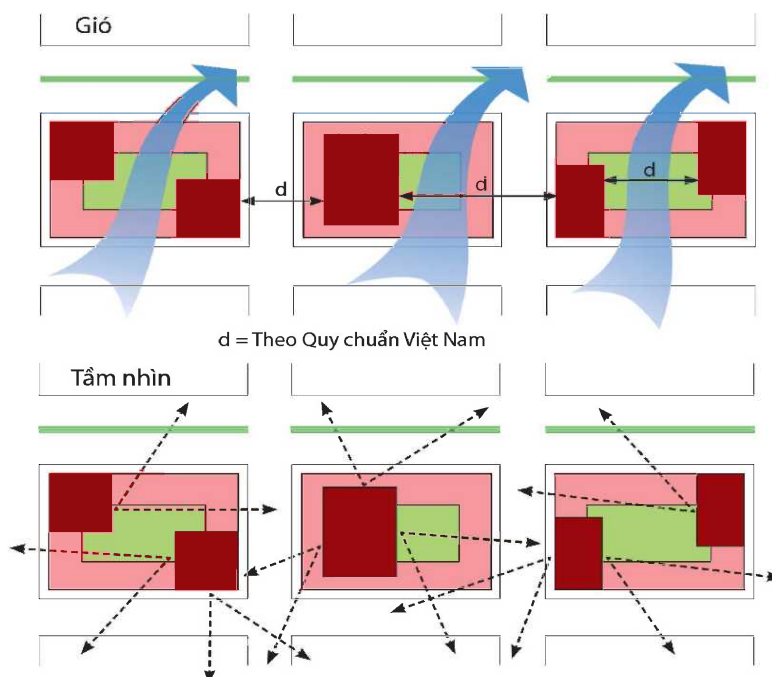 Gió
d
d
d
d = Theo Quy chuẩn Việt Nam
Tầm nhìn